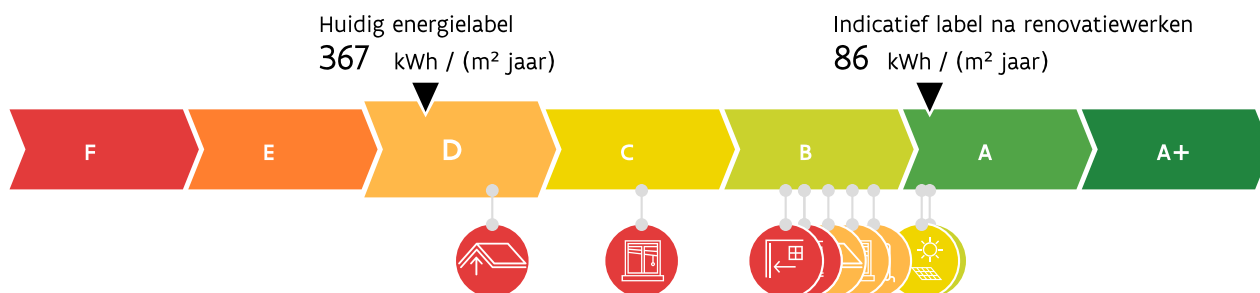 Huidig energielabel
367 kWh / (m² jaar)
Indicatief label na renovatiewerken
86 kWh / (m² jaar)
F E D C B A A+